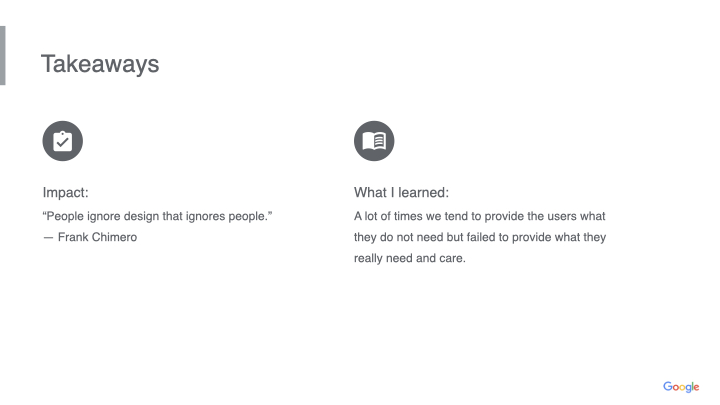 Takeaways
Impact:
“People ignore design that ignores people.”
— Frank Chimero
What I learned:
A lot of times we tend to provide the users what
they do not need but failed to provide what they
really need and care.
Google